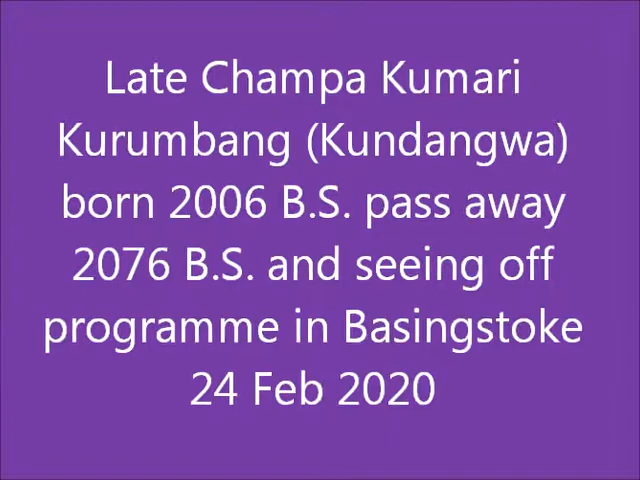 Late Champa Kumari
Kurumbang (Kundangwa)
born 2006 B.S. pass away
2076 B.S. and seeing off
programme in Basingstoke
24 Feb 2020